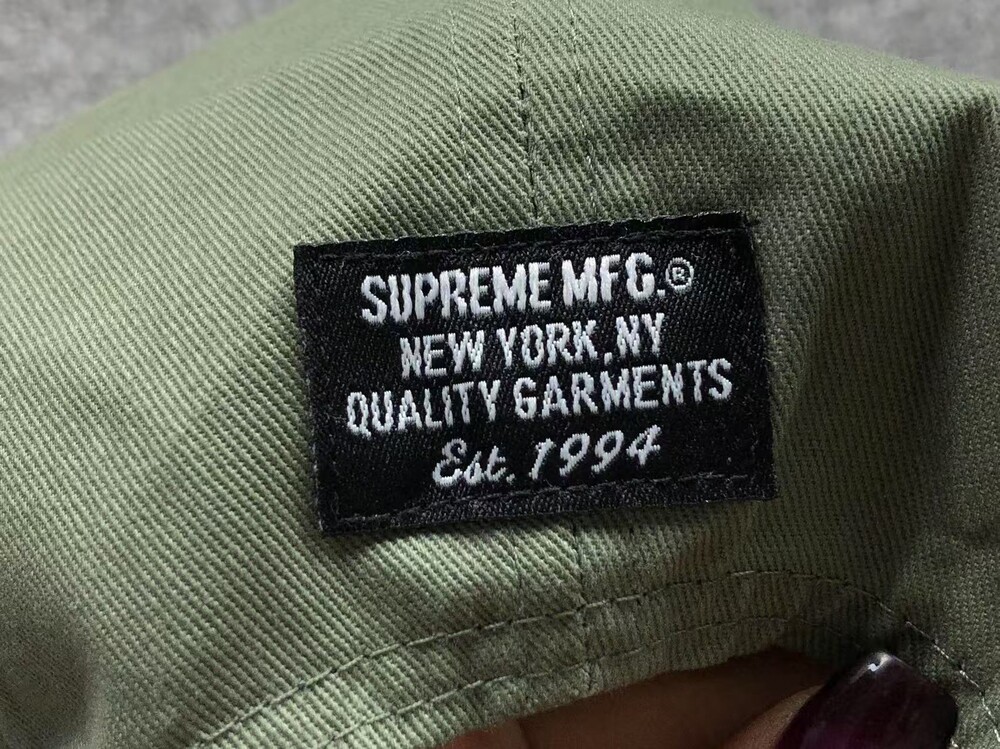 SUPREME MFG.®
NEW YORK, NY
QUALITY GARMENTS
Est. 1994